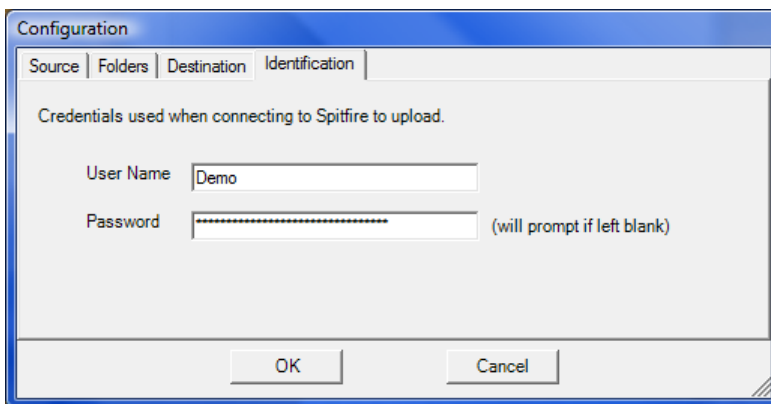 Configuration
Source Folders Destination Identification
Credentials used when connecting to Spitfire to upload.
User Name Demo
Password ******************************** (will prompt if left blank)
OK Cancel